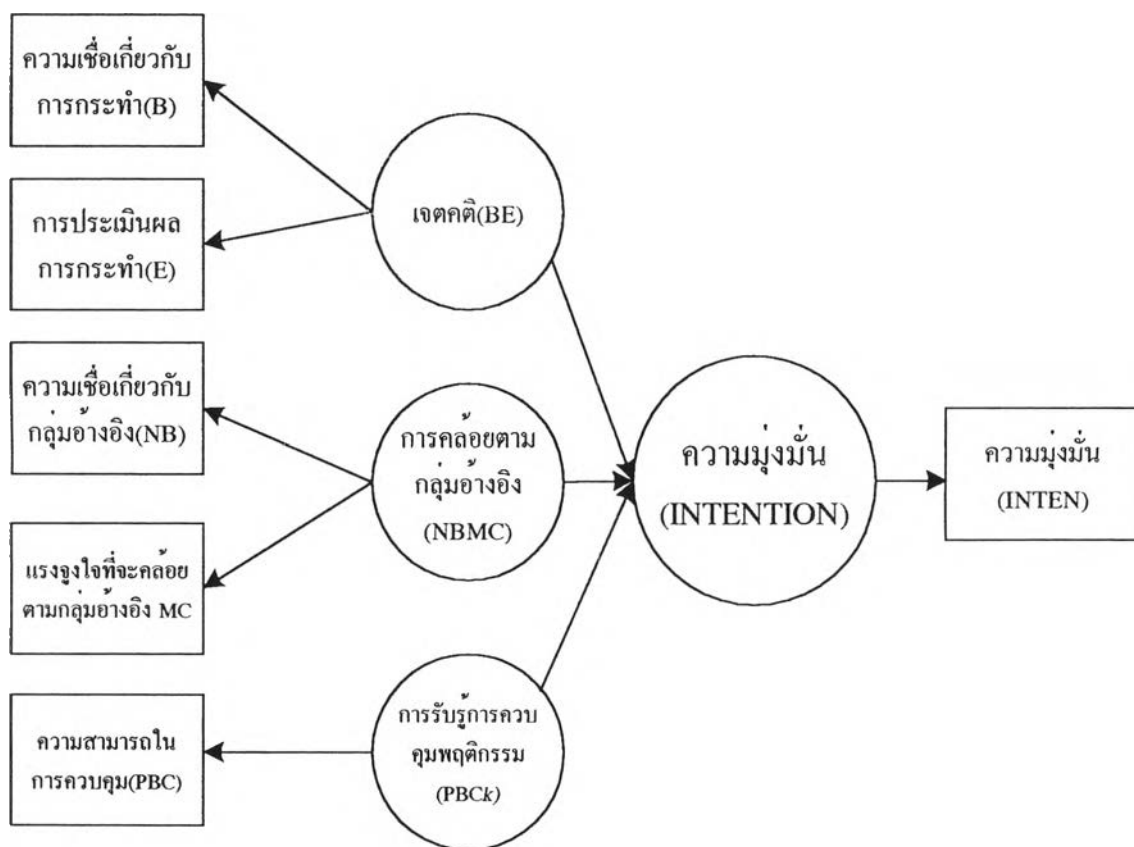 ความเชื่อเกี่ยวกับ
การกระทำ(B)
การประเมินผล
การกระทำ(E)
ความเชื่อเกี่ยวกับ
กลุ่มอ้างอิง(NB)
แรงจูงใจที่จะคล้อย
ตามกลุ่มอ้างอิง MC
ความสามารถใน
การควบคุม(PBC)
เจตคติ(BE)
การคล้อยตาม
กลุ่มอ้างอิง
(NBMC)
การรับรู้การควบ
คุมพฤติกรรม
(PBCk)
ความมุ่งมั่น
(INTENTION)
ความมุ่งมั่น
(INTEN)